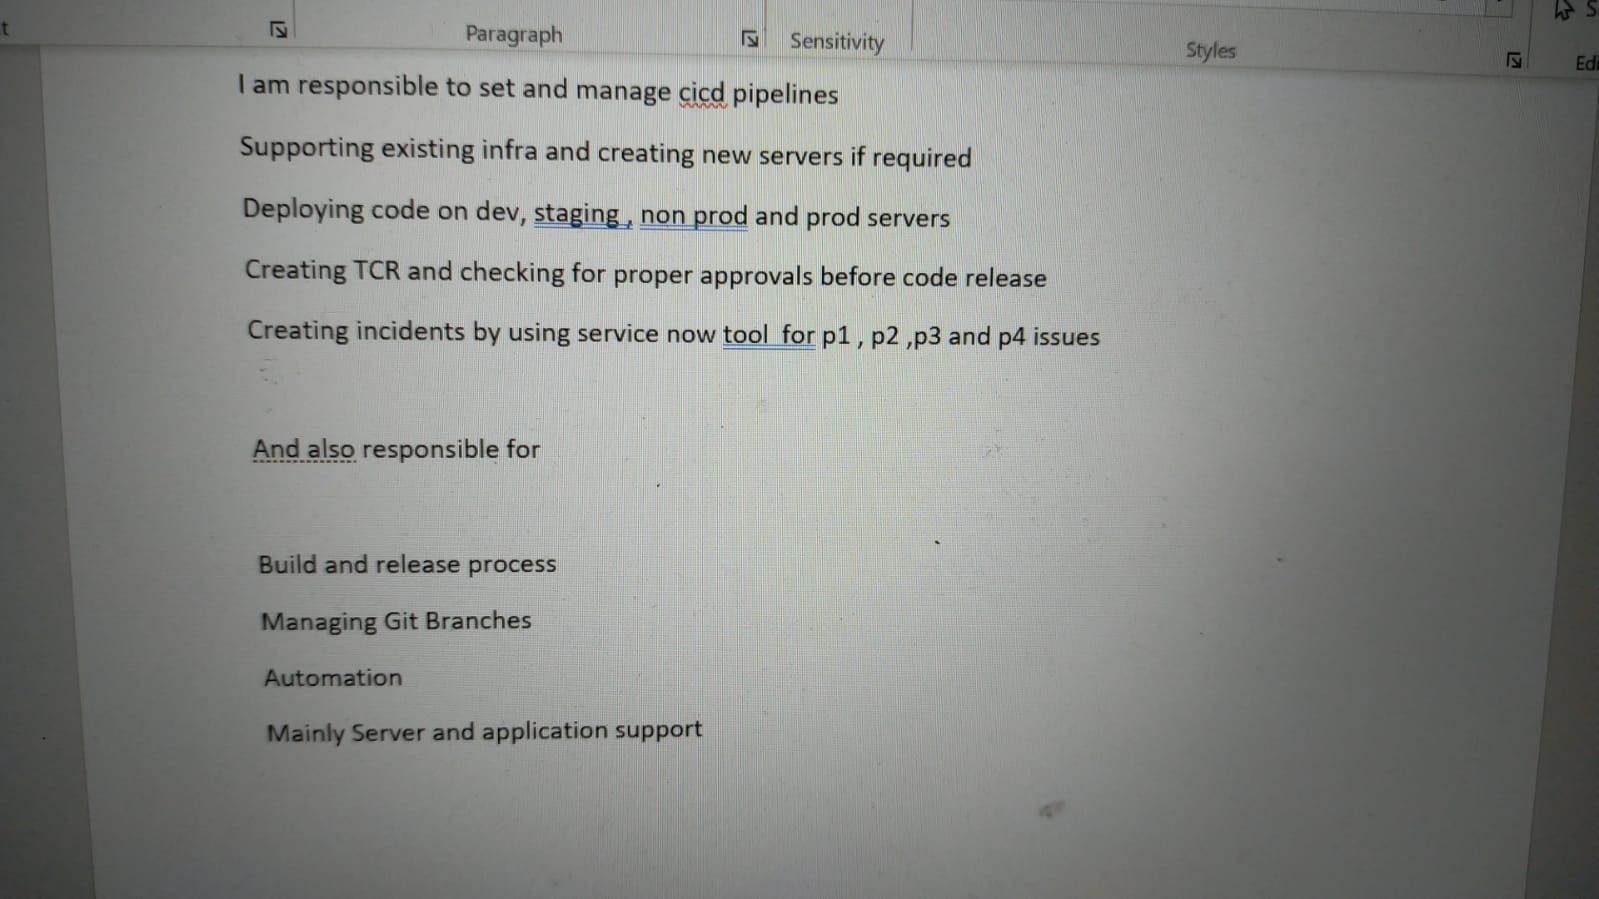 t
Paragraph
Sensitivity
Styles
I am responsible to set and manage cicd pipelines
Supporting existing infra and creating new servers if required
Deploying code on dev, staging , non prod and prod servers
Creating TCR and checking for proper approvals before code release
Creating incidents by using service now tool  for p1 , p2 ,p3 and p4 issues
And also responsible for
Build and release process
Managing Git Branches
Automation
Mainly Server and application support